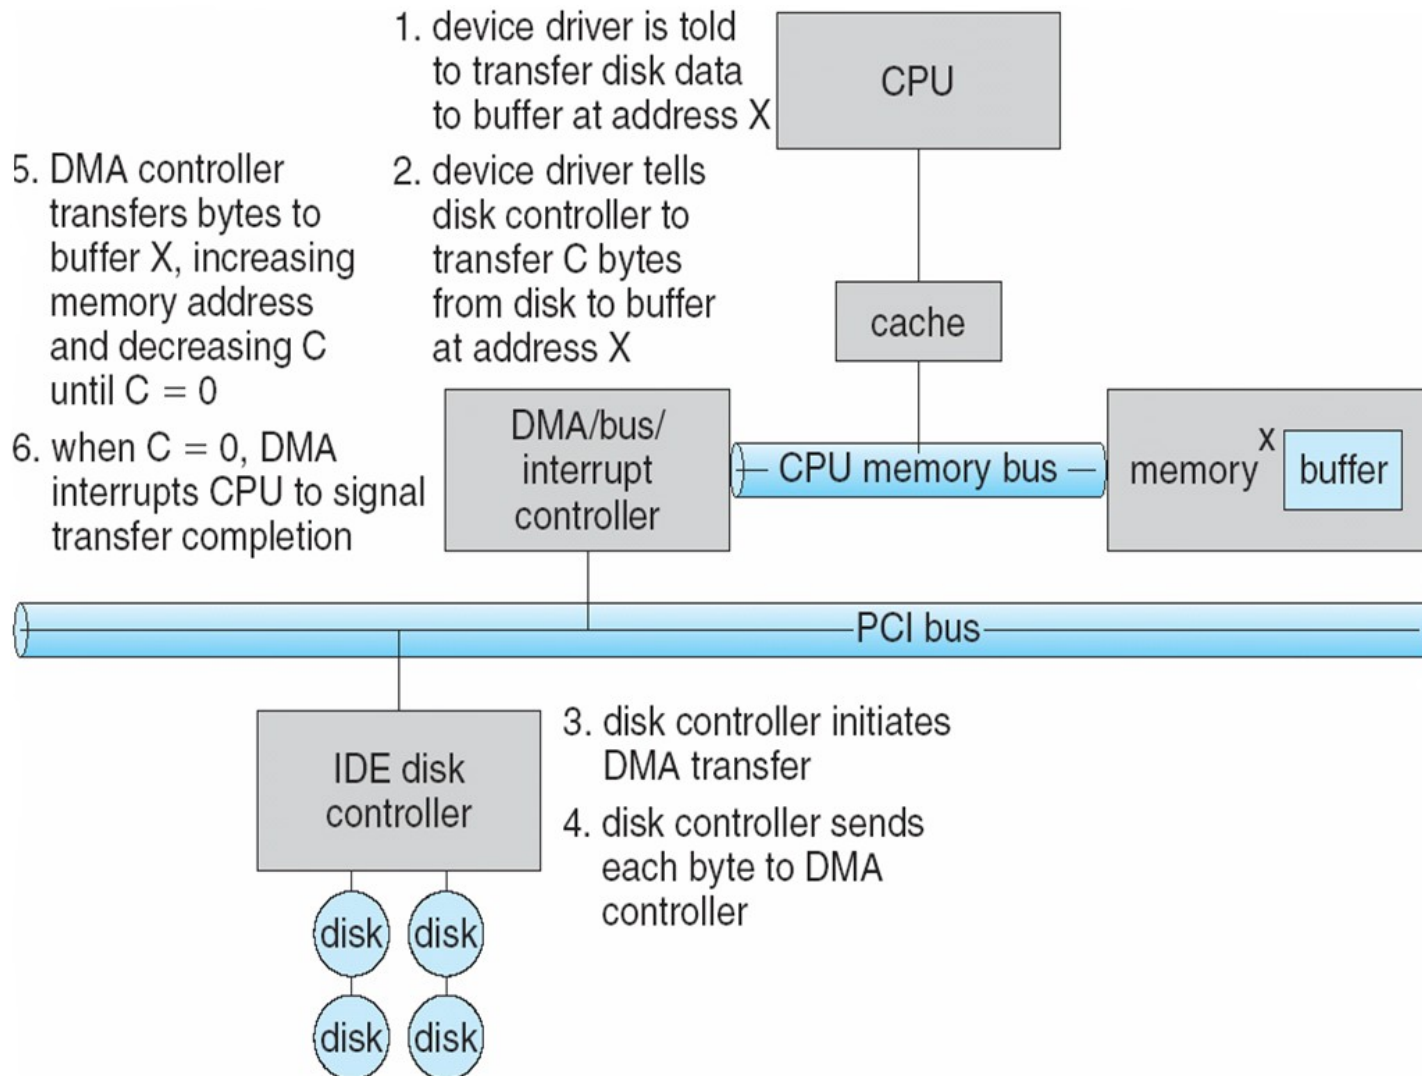 1. device driver is told
to transfer disk data
to buffer at address X
CPU
5. DMA controller
transfers bytes to
buffer X, increasing
memory address
and decreasing C
until C = 0
2. device driver tells
disk controller to
transfer C bytes
from disk to buffer
at address X
cache
6. when C = 0, DMA
interrupts CPU to signal
transfer completion
DMA/bus/
interrupt
controller
CPU memory bus
memory
X
buffer
PCI bus
IDE disk
controller
3. disk controller initiates
DMA transfer
4. disk controller sends
each byte to DMA
controller
disk
disk
disk
disk